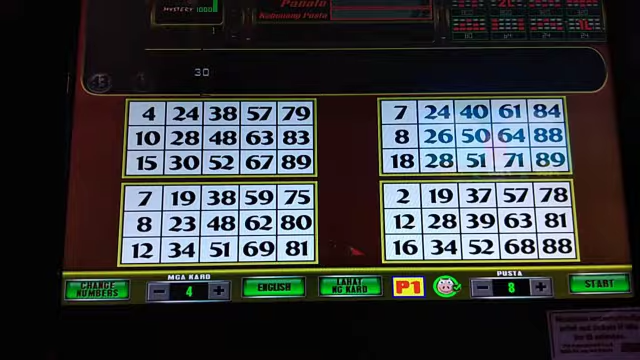 MYSTERY 1000
Panalo
Kabuuang Pusta
30
4 24 38 57 79
10 28 48 63 83
15 30 52 67 89
7 24 40 61 84
8 26 50 64 88
18 28 51 71 89
7 19 38 59 75
8 23 48 62 80
12 34 51 69 81
2 19 37 57 78
12 28 39 63 81
16 34 52 68 88
CHANGE NUMBERS
MGA KARD
- 4 +
ENGLISH
LAHAT NG KARD
P1
PUSTA
- 8 +
START